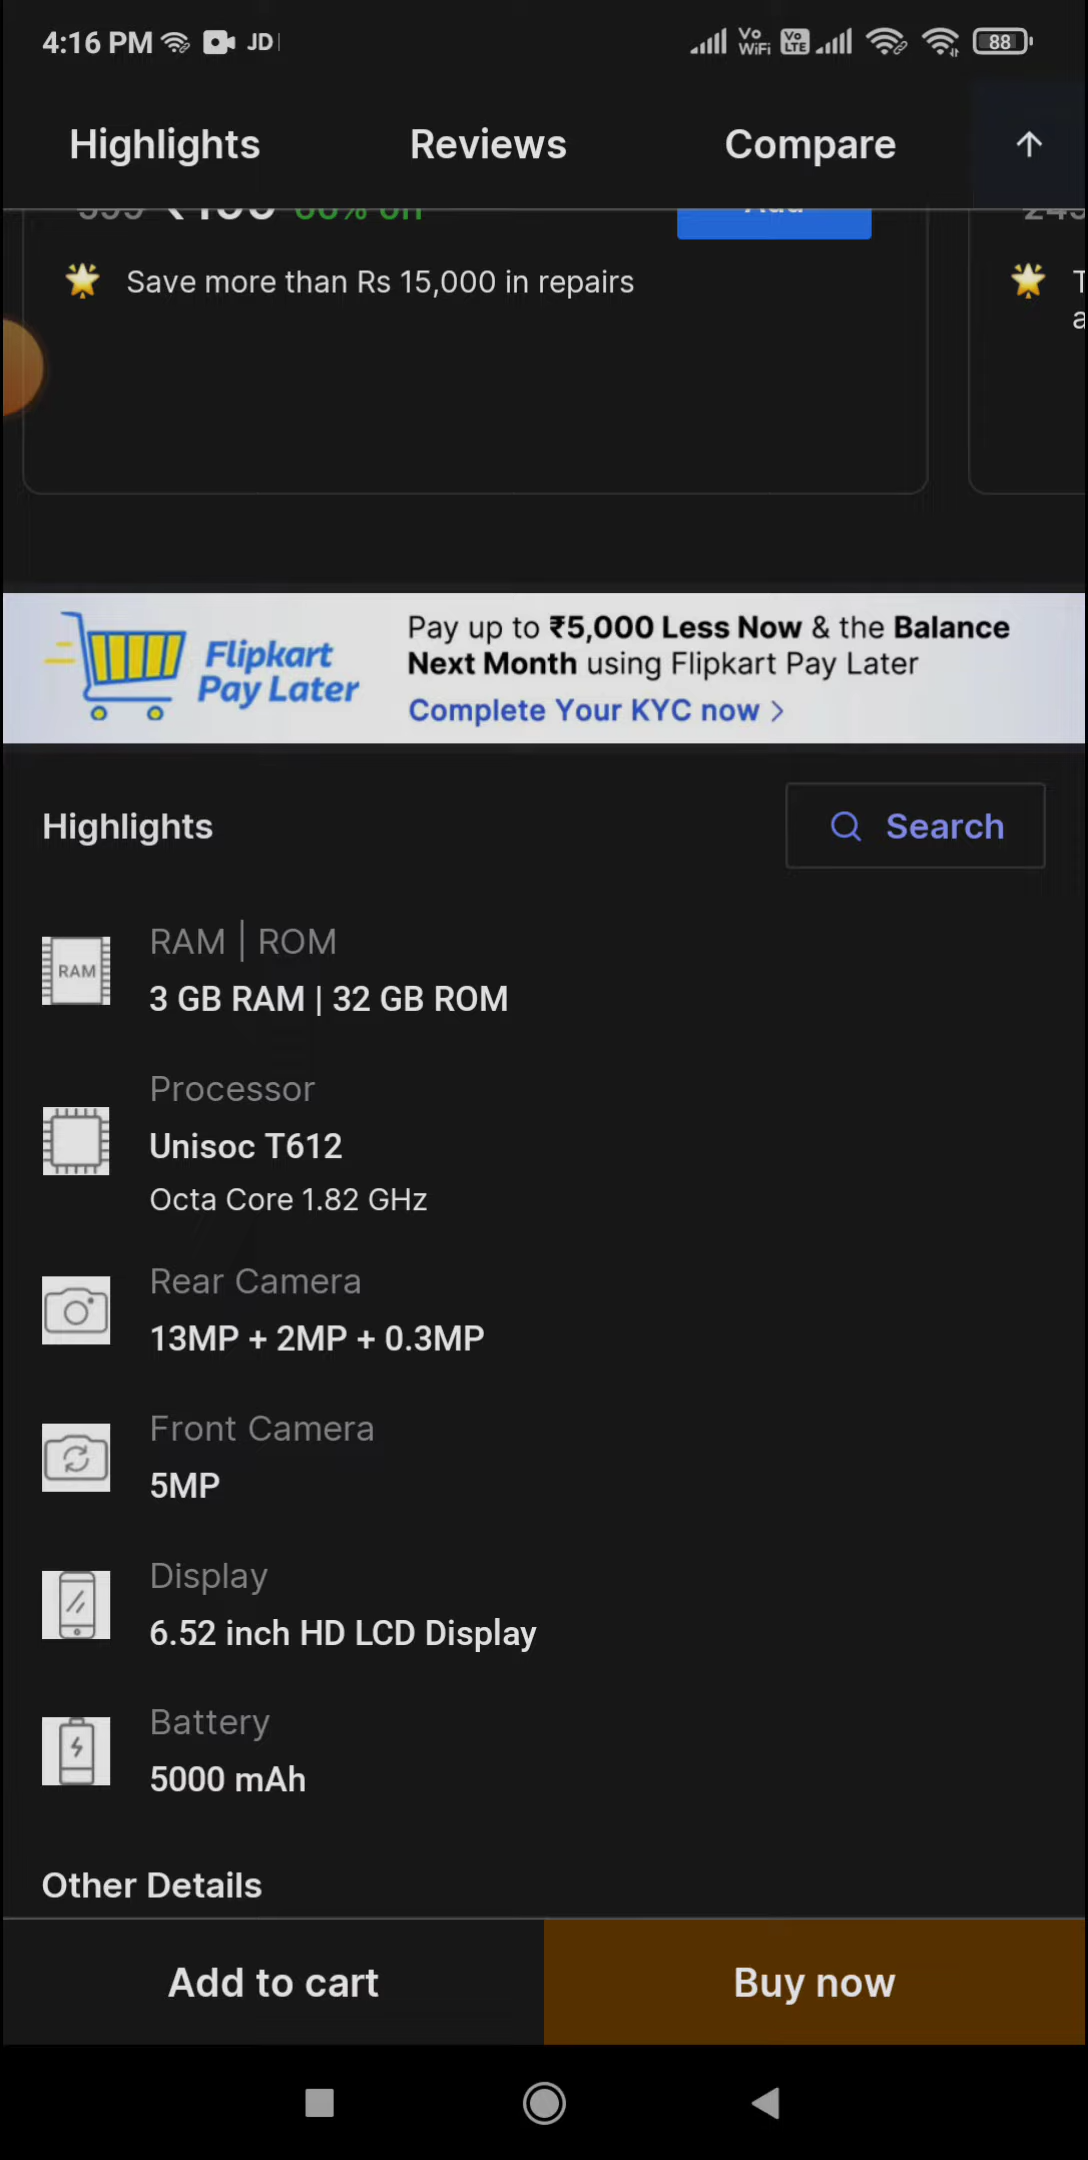 4:16 PM JD
Vo WiFi Vo LTE 88
Highlights Reviews Compare
Save more than Rs 15,000 in repairs
Flipkart
Pay Later
Pay up to ₹5,000 Less Now & the Balance
Next Month using Flipkart Pay Later
Complete Your KYC now >
Highlights
Search
RAM | ROM
RAM
3 GB RAM | 32 GB ROM
Processor
Unisoc T612
Octa Core 1.82 GHz
Rear Camera
13MP + 2MP + 0.3MP
Front Camera
5MP
Display
6.52 inch HD LCD Display
Battery
5000 mAh
Other Details
Add to cart Buy now